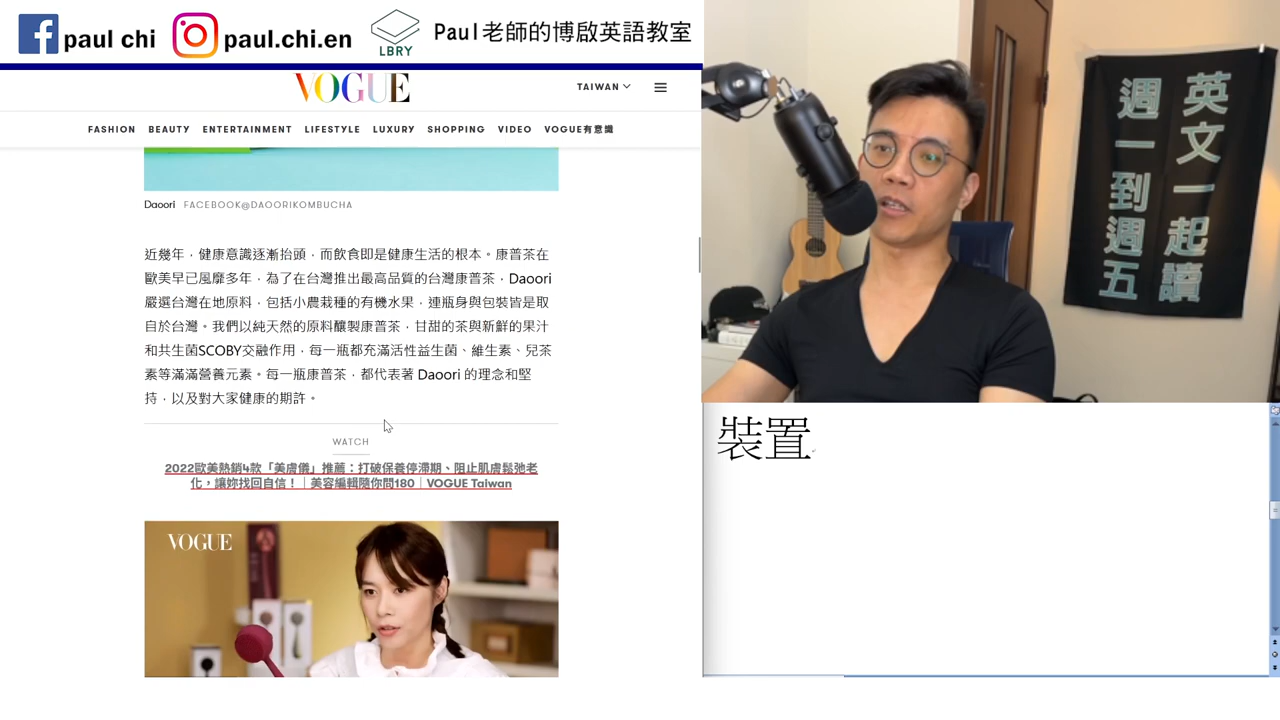 paul chi
paul.chi.en
LBRY
Paul老師的博啟英語教室
VOGUE
TAIWAN
FASHION BEAUTY ENTERTAINMENT LIFESTYLE LUXURY SHOPPING VIDEO VOGUE有意識
Daoori FACEBOOK@DAOORIKOMBUCHA
近幾年，健康意識逐漸抬頭，而飲食即是健康生活的根本。康普茶在
歐美早已風靡多年，為了在台灣推出最高品質的台灣康普茶，Daoori
嚴選台灣在地原料，包括小農栽種的有機水果，連瓶身與包裝皆是取
自於台灣。我們以純天然的原料釀製康普茶，甘甜的茶與新鮮的果汁
和共生菌SCOBY交融作用，每一瓶都充滿活性益生菌、維生素、兒茶
素等滿滿營養元素。每一瓶康普茶，都代表著 Daoori 的理念和堅
持，以及對大家健康的期許。
WATCH
2022歐美熱銷4款「美膚儀」推薦：打破保養停滯期、阻止肌膚鬆弛老
化，讓妳找回自信！｜美容編輯隨你問180｜VOGUE Taiwan
VOGUE
英文一起讀
週一到週五
裝置